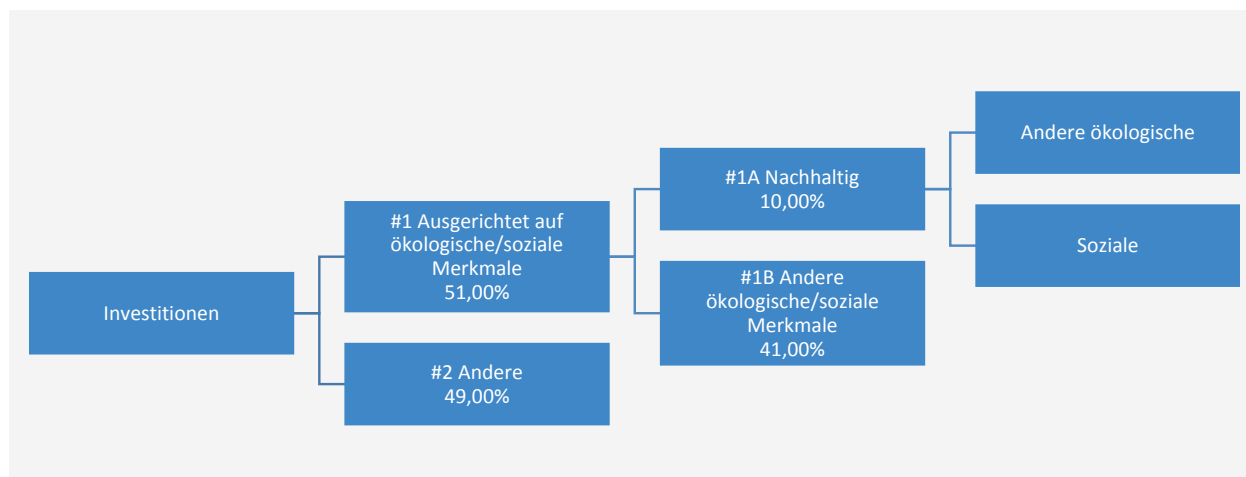 Investitionen
#1 Ausgerichtet auf
ökologische/soziale
Merkmale
51,00%
#2 Andere
49,00%
#1A Nachhaltig
10,00%
#1B Andere
ökologische/soziale
Merkmale
41,00%
Andere ökologische
Soziale